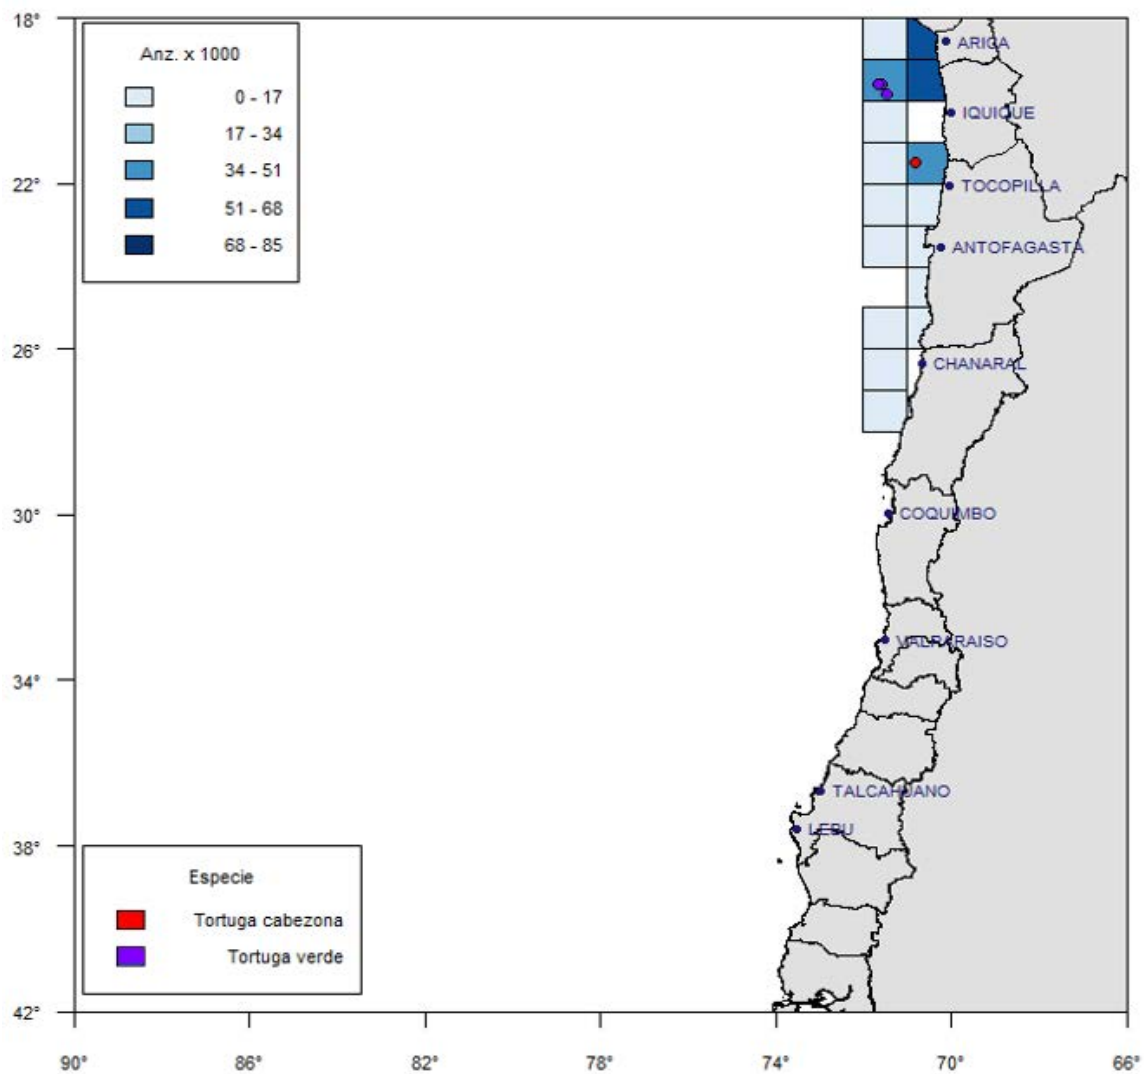 18°
Anz. x 1000
0 - 17
17 - 34
34 - 51
51 - 68
68 - 85
ARICA
IQUIQUE
22°
TOCOPILLA
ANTOFAGASTA
26°
CHANARAL
30°
COQUIMBO
VALPARAISO
34°
TALCAHUANO
LEBU
38°
Especie
Tortuga cabezona
Tortuga verde
42°
90°
86°
82°
78°
74°
70°
66°